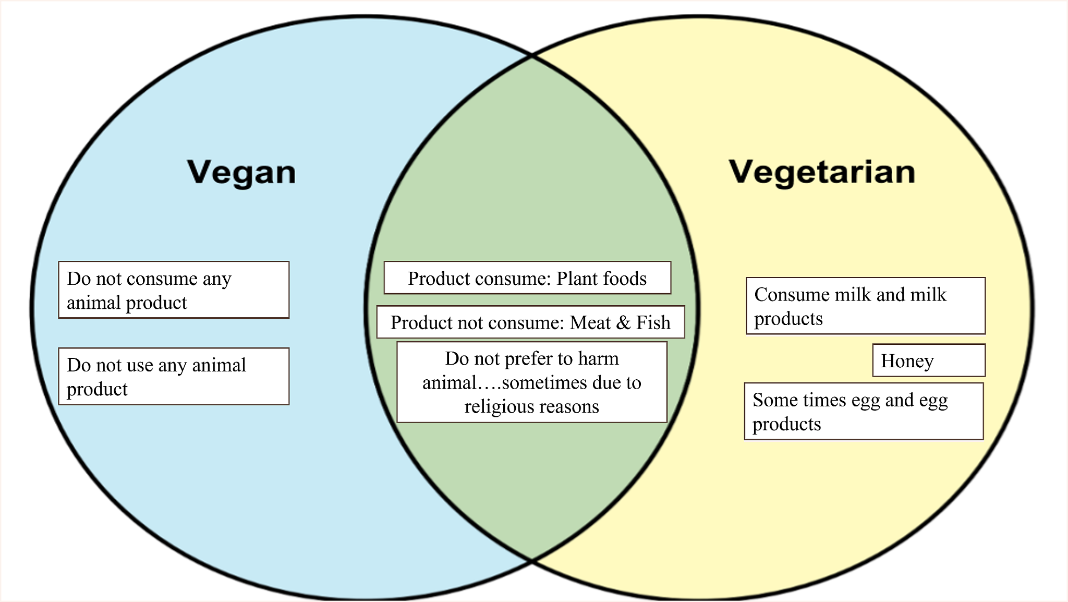 Vegan
Vegetarian
Do not consume any
animal product
Do not use any animal
product
Product consume: Plant foods
Product not consume: Meat & Fish
Do not prefer to harm
animal….sometimes due to
religious reasons
Consume milk and milk
products
Honey
Some times egg and egg
products